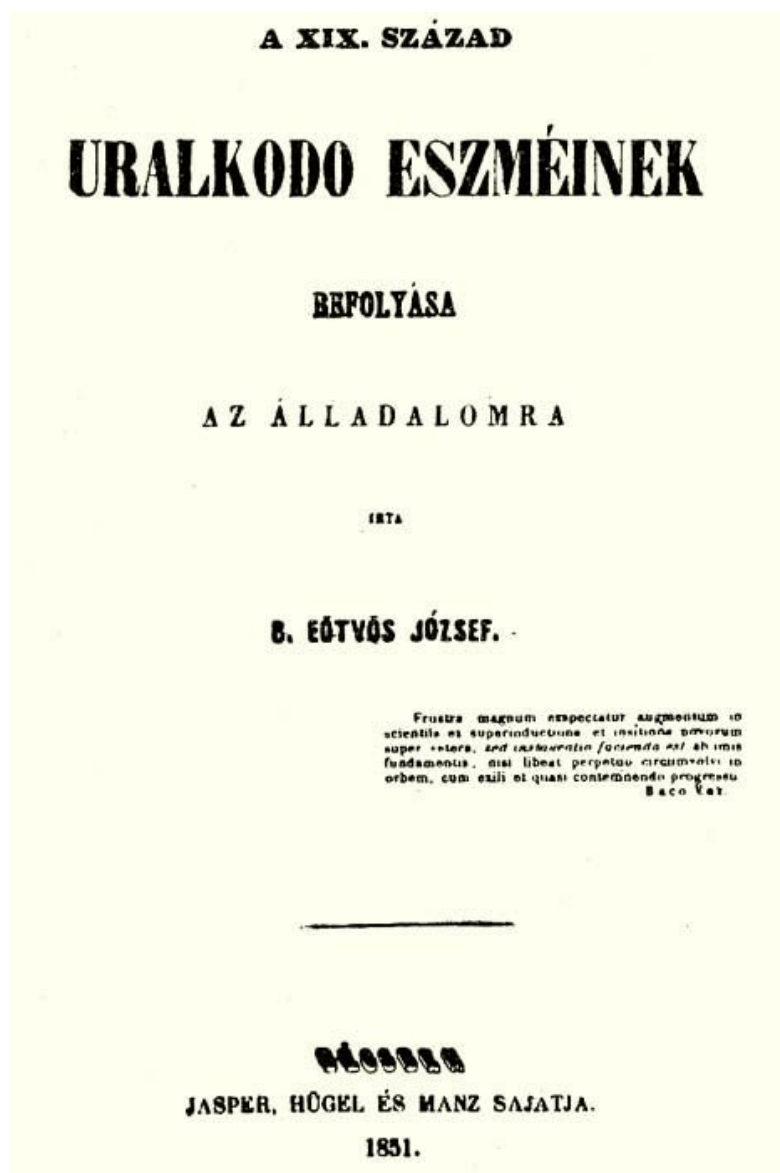 A XIX. SZÁZAD
URALKODO ESZMÉINEK
BEFOLYÁSA
AZ ÁLLADALOMRA
IRTA
B. EÖTVÖS JÓZSEF.
Frustra magnum exspectatur augmentum in
scientiis ex superinductione et insitione novorum
super vetera, sed instauratio facienda est ab imis
fundamentis, nisi libeat perpetuo circumvolvi in
orbem, cum exili et quasi contemnendo progressu
Baco Ver.
BÉCSBEN
JASPER, HÜGEL ÉS MANZ SAJATJA.
1851.